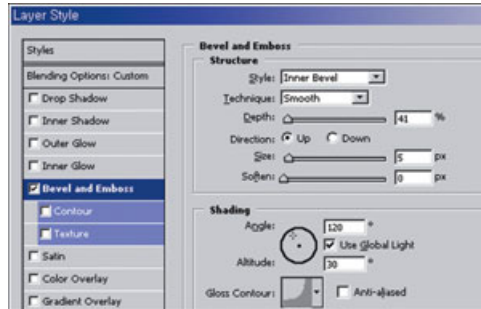 Layer Style
Styles
Blending Options: Custom
Drop Shadow
Inner Shadow
Outer Glow
Inner Glow
Bevel and Emboss
Contour
Texture
Satin
Color Overlay
Gradient Overlay
Bevel and Emboss
Structure
Style: Inner Bevel
Technique: Smooth
Depth: 41 %
Direction: Up Down
Size: 5 px
Soften: 0 px
Shading
Angle: 120 °
Use Global Light
Altitude: 30 °
Gloss Contour: Anti-aliased